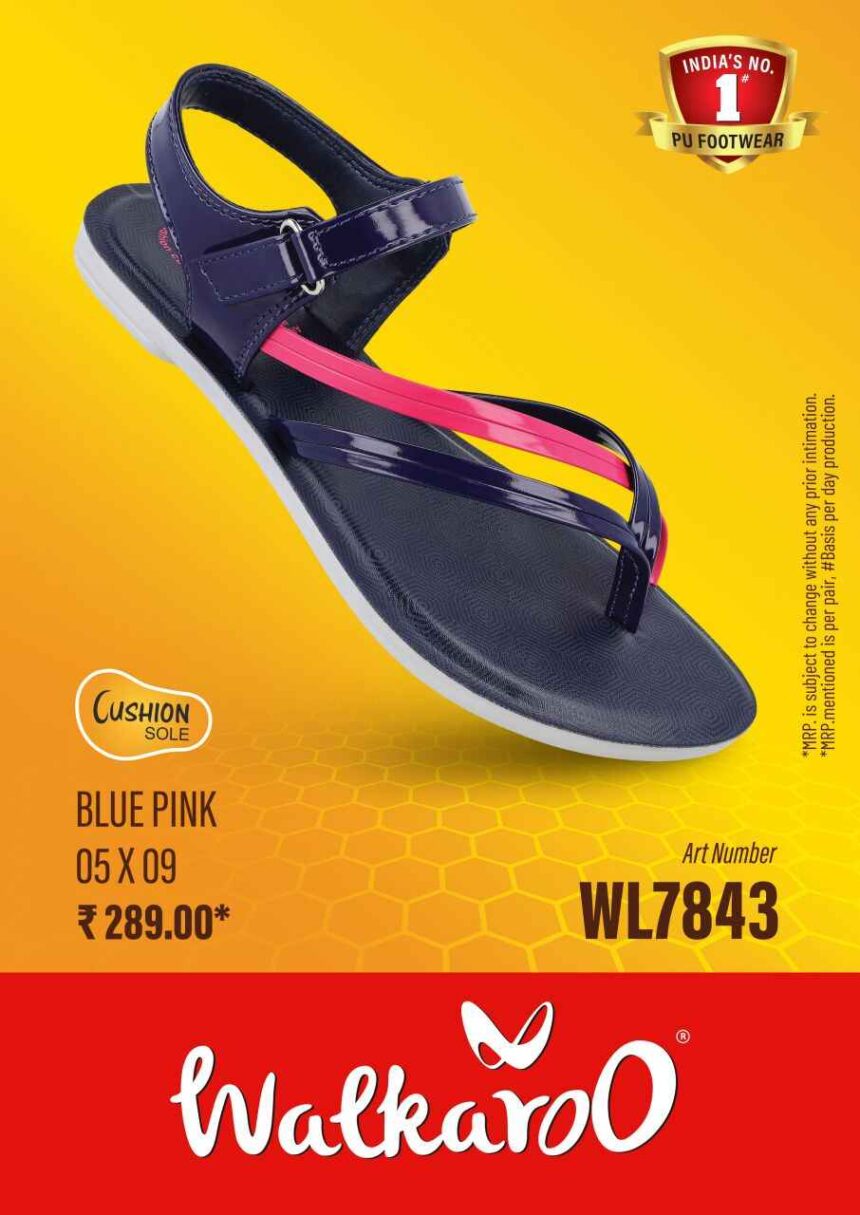 INDIA'S NO.
1#
PU FOOTWEAR
*MRP. is subject to change without any prior intimation.
*MRP.mentioned is per pair, #Basis per day production.
CUSHION
SOLE
BLUE PINK
05 X 09
₹ 289.00*
Art Number
WL7843
Walkaroo®